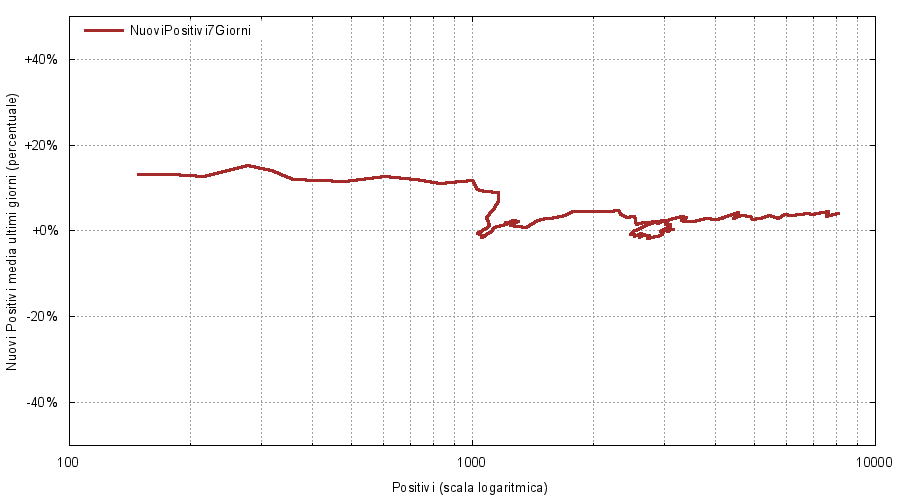 NuoviPositivi7Giorni
+40%
+20%
+0%
-20%
-40%
Nuovi Positivi media ultimi giorni (percentuale)
100
1000
10000
Positivi (scala logaritmica)